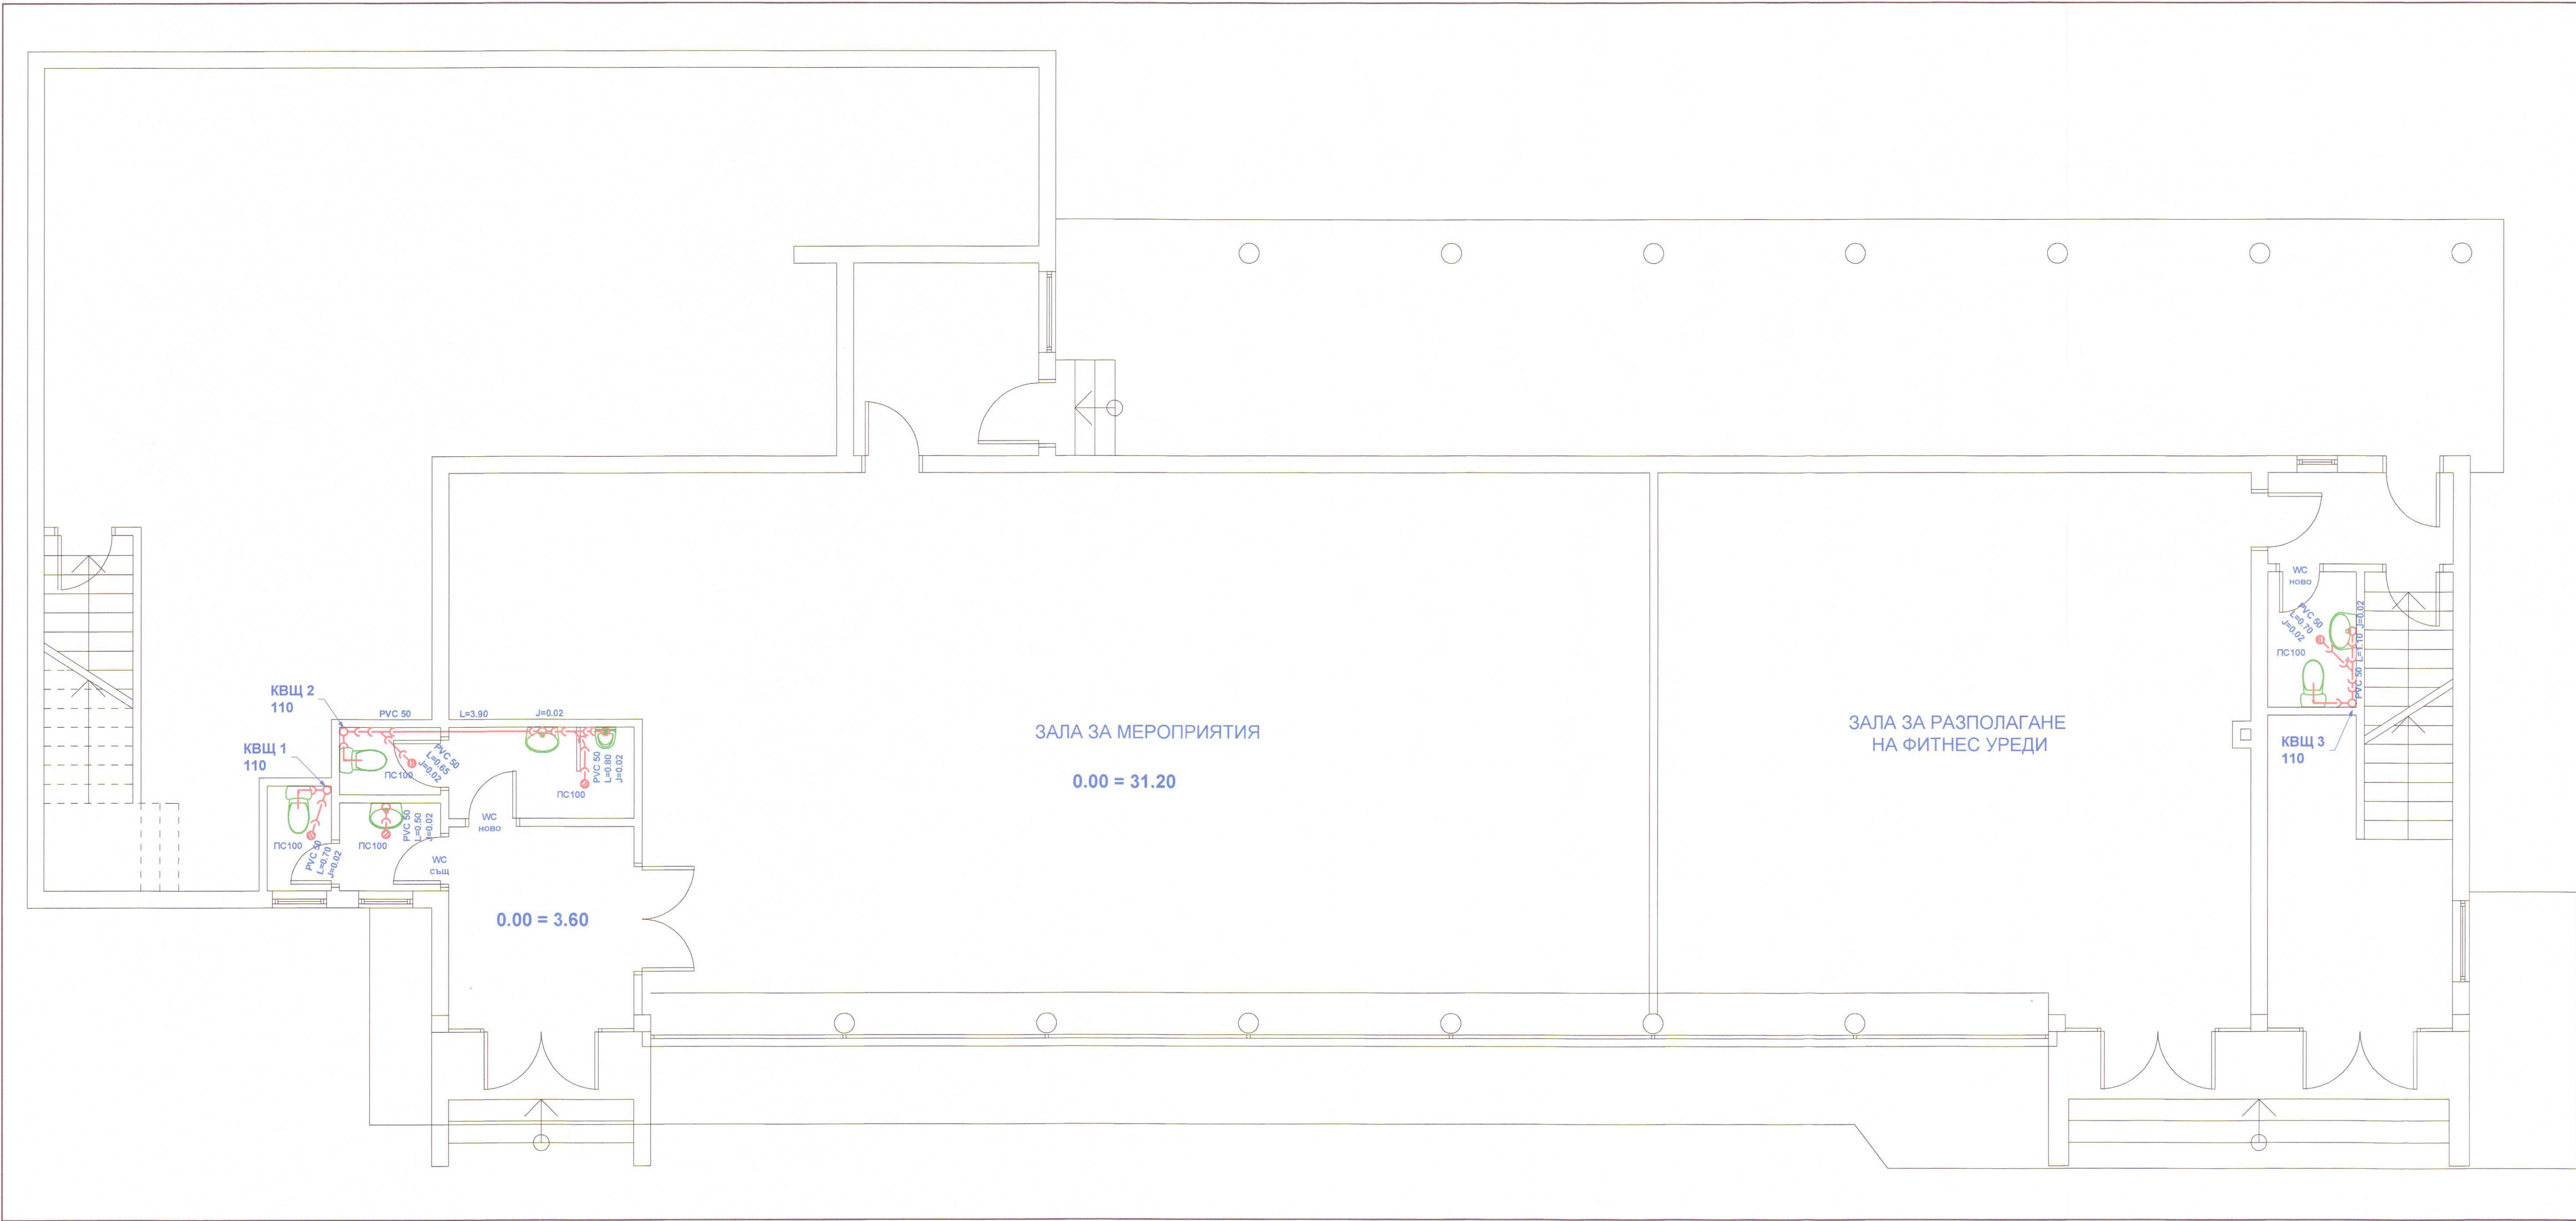 WC
ново
PVC 50
L=0.70
J=0.02
PVC 50 L=1.10 J=0.02
ПС100
КВЩ 2
110
PVC 50 L=3.90 J=0.02
ЗАЛА ЗА МЕРОПРИЯТИЯ
0.00 = 31.20
ЗАЛА ЗА РАЗПОЛАГАНЕ
НА ФИТНЕС УРЕДИ
КВЩ 3
110
КВЩ 1
110
PVC 50
L=0.65
J=0.02
ПС100
PVC 50
L=0.80
J=0.02
ПС100
WC
ново
PVC 50
L=0.50
J=0.02
ПС100
ПС100
PVC 50
L=0.70
J=0.02
WC
същ
0.00 = 3.60